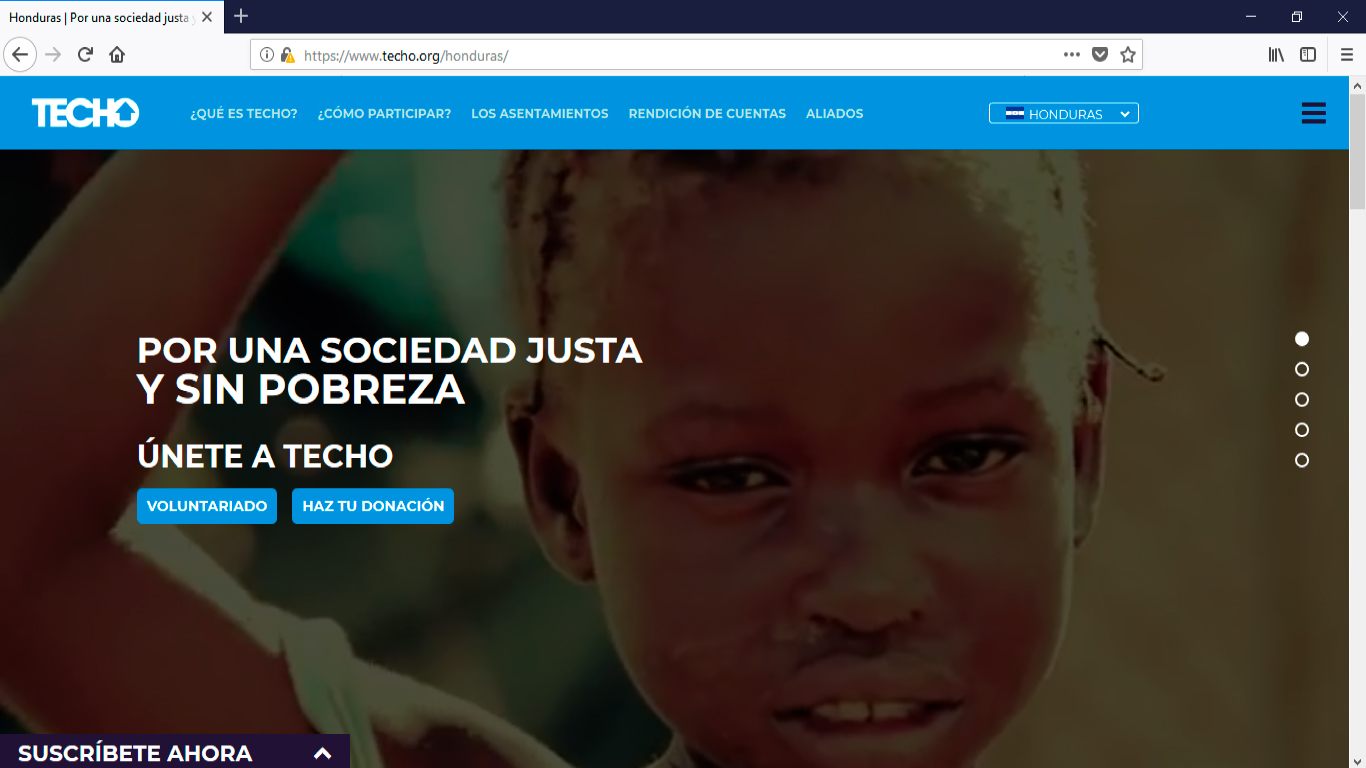 Honduras | Por una sociedad justa y
https://www.techo.org/honduras/
TECHO
¿QUÉ ES TECHO?
¿CÓMO PARTICIPAR?
LOS ASENTAMIENTOS
RENDICIÓN DE CUENTAS
ALIADOS
HONDURAS
POR UNA SOCIEDAD JUSTA
Y SIN POBREZA
ÚNETE A TECHO
VOLUNTARIADO
HAZ TU DONACIÓN
SUSCRÍBETE AHORA